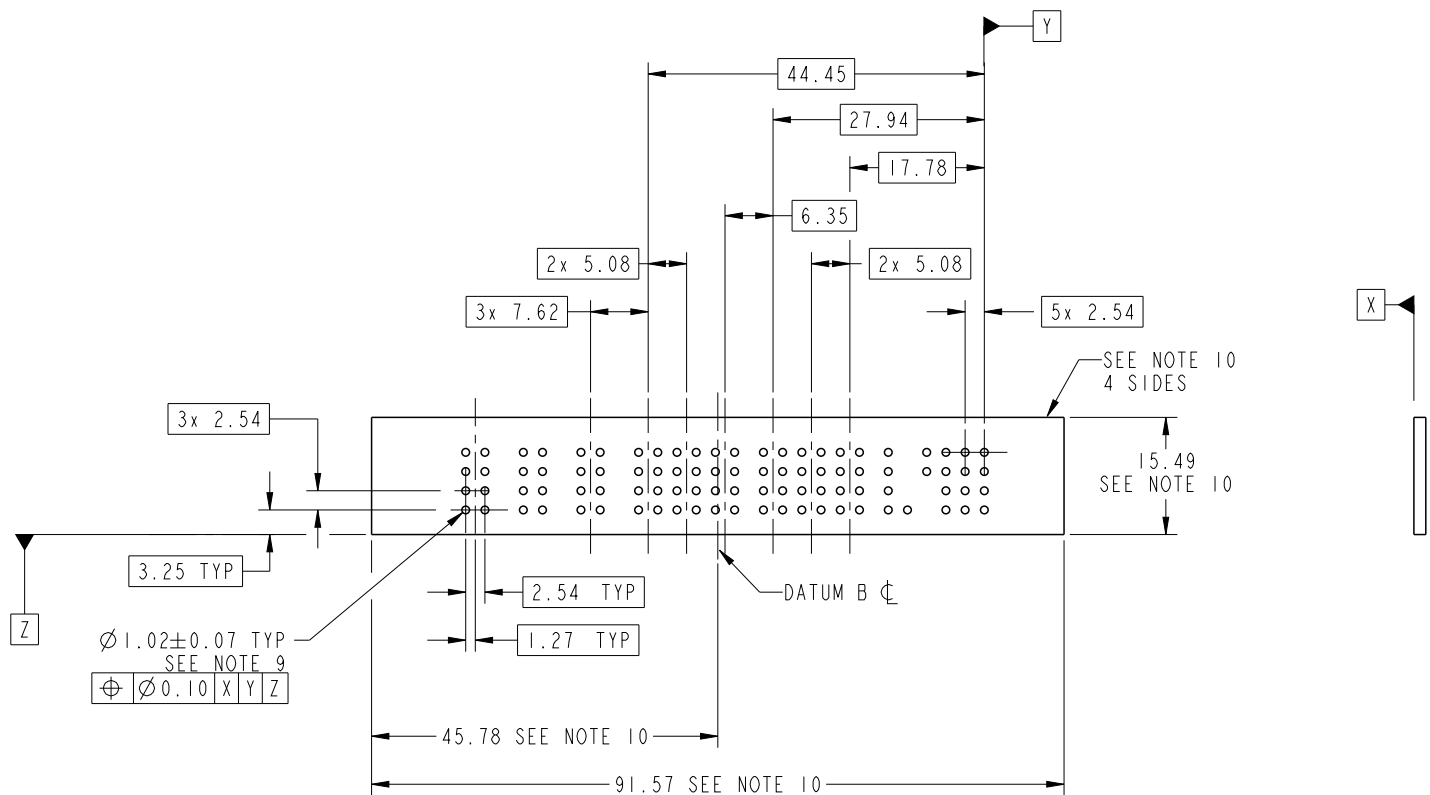 Y
44.45
27.94
17.78
6.35
2x 5.08
2x 5.08
3x 7.62
5x 2.54
X
SEE NOTE 10
4 SIDES
3x 2.54
15.49
SEE NOTE 10
3.25 TYP
2.54 TYP
DATUM B ℄
Z
Ø1.02±0.07 TYP
SEE NOTE 9
1.27 TYP
⌖ Ø0.10 X Y Z
45.78 SEE NOTE 10
91.57 SEE NOTE 10